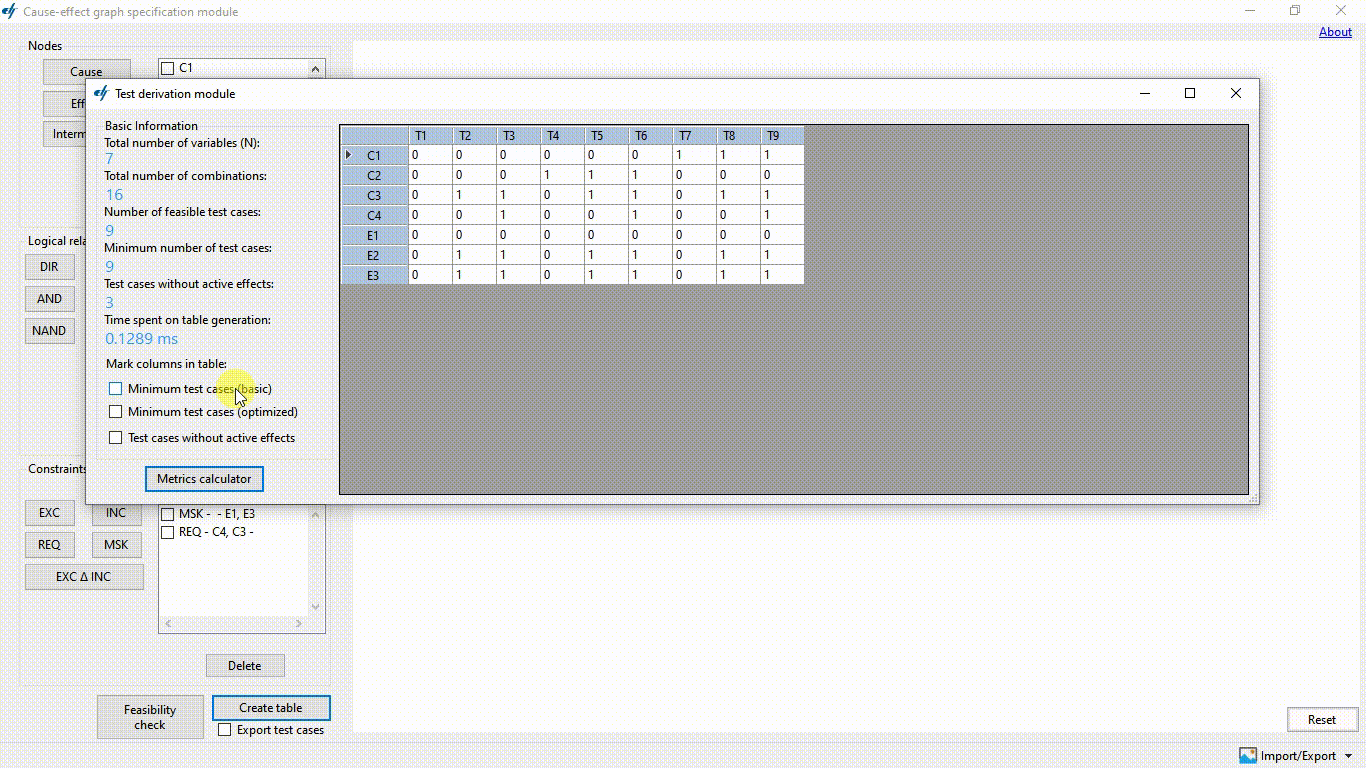 Cause-effect graph specification module
About
Nodes
Cause
C1
Eff
Interm
Logical rela
DIR
AND
NAND
Constraints
EXC
INC
REQ
MSK
EXC Δ INC
MSK - - E1, E3
REQ - C4, C3 -
Delete
Feasibility
check
Create table
Export test cases
Reset
Import/Export
Test derivation module
Basic Information
Total number of variables (N):
7
Total number of combinations:
16
Number of feasible test cases:
9
Minimum number of test cases:
9
Test cases without active effects:
3
Time spent on table generation:
0.1289 ms
Mark columns in table:
Minimum test cases (basic)
Minimum test cases (optimized)
Test cases without active effects
Metrics calculator
T1 T2 T3 T4 T5 T6 T7 T8 T9
C1 0 0 0 0 0 0 1 1 1
C2 0 0 0 1 1 1 0 0 0
C3 0 1 1 0 1 1 0 1 1
C4 0 0 1 0 0 1 0 0 1
E1 0 0 0 0 0 0 0 0 0
E2 0 1 1 0 1 1 0 1 1
E3 0 1 1 0 1 1 0 1 1